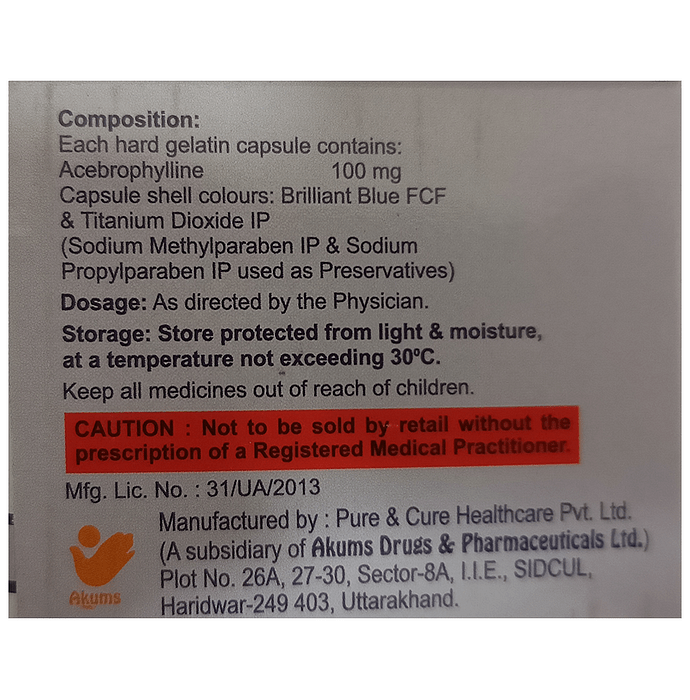 Composition:
Each hard gelatin capsule contains:
Acebrophylline 100 mg
Capsule shell colours: Brilliant Blue FCF
& Titanium Dioxide IP
(Sodium Methylparaben IP & Sodium
Propylparaben IP used as Preservatives)
Dosage: As directed by the Physician.
Storage: Store protected from light & moisture,
at a temperature not exceeding 30ºC.
Keep all medicines out of reach of children.
CAUTION : Not to be sold by retail without the
prescription of a Registered Medical Practitioner.
Mfg. Lic. No. : 31/UA/2013
Manufactured by : Pure & Cure Healthcare Pvt. Ltd.
(A subsidiary of Akums Drugs & Pharmaceuticals Ltd.)
Plot No. 26A, 27-30, Sector-8A, I.I.E., SIDCUL,
Haridwar-249 403, Uttarakhand.
Akums